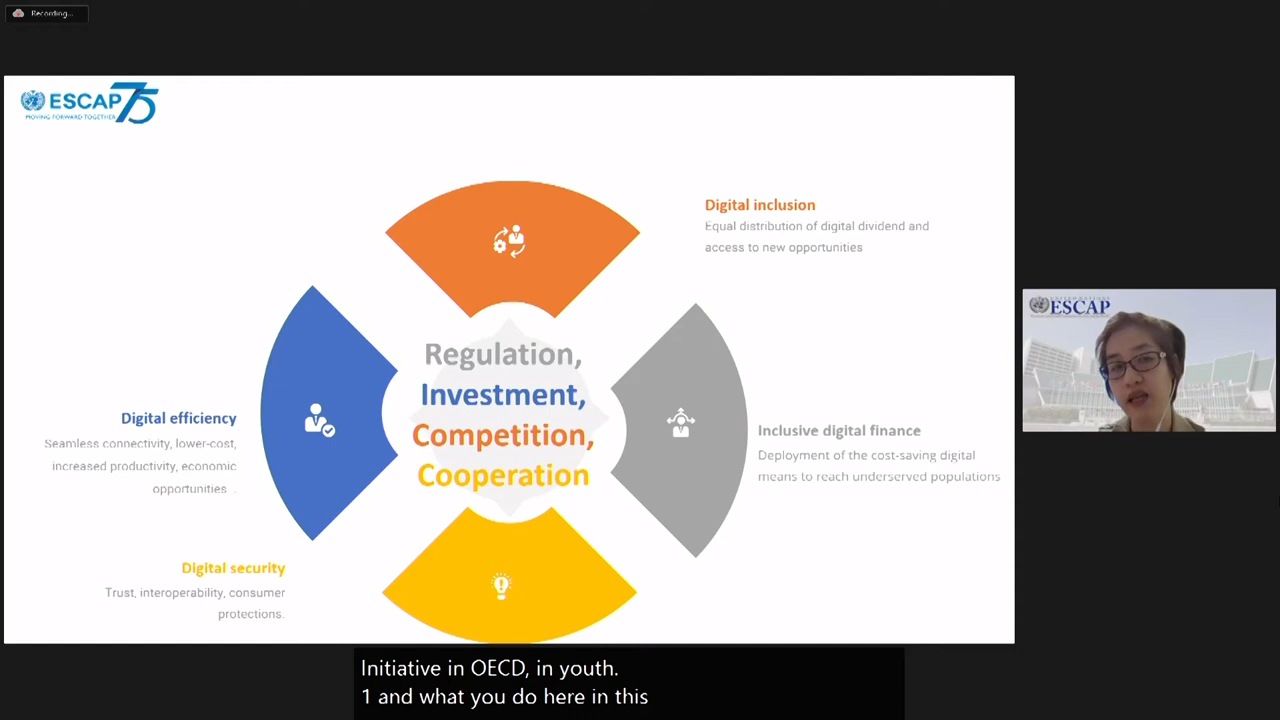 Recording...
ESCAP 75
MOVING FORWARD TOGETHER
Digital inclusion
Equal distribution of digital dividend and
access to new opportunities
Regulation,
Investment,
Competition,
Cooperation
Digital efficiency
Seamless connectivity, lower-cost,
increased productivity, economic
opportunities .
Inclusive digital finance
Deployment of the cost-saving digital
means to reach underserved populations
Digital security
Trust, interoperability, consumer
protections.
ESCAP
Initiative in OECD, in youth.
1 and what you do here in this